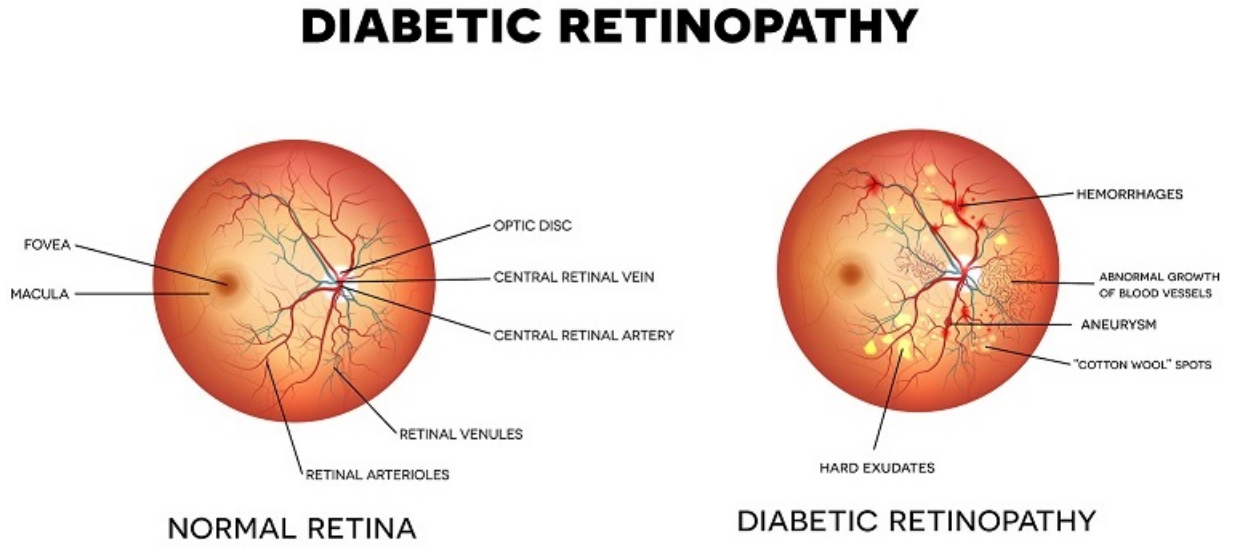 DIABETIC RETINOPATHY
FOVEA
MACULA
OPTIC DISC
CENTRAL RETINAL VEIN
CENTRAL RETINAL ARTERY
RETINAL VENULES
RETINAL ARTERIOLES
NORMAL RETINA
HEMORRHAGES
ABNORMAL GROWTH
OF BLOOD VESSELS
ANEURYSM
"COTTON WOOL" SPOTS
HARD EXUDATES
DIABETIC RETINOPATHY